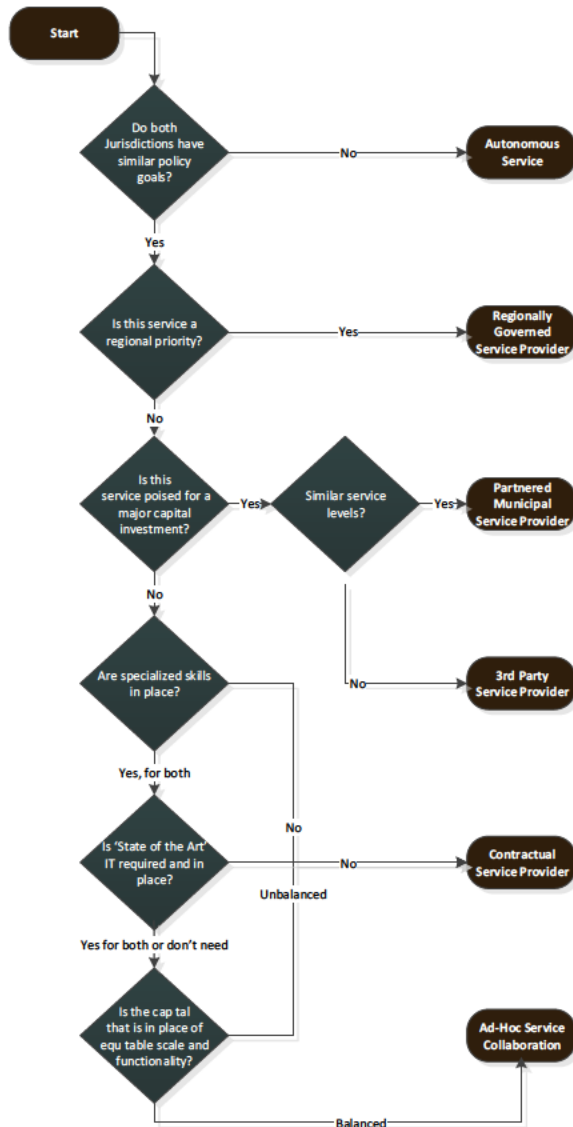 Start
Do both
Jurisdictions have
similar policy
goals?
No
Autonomous
Service
Yes
Is this service a
regional priority?
Yes
Regionally
Governed
Service Provider
No
Is this
service poised for a
major capital
investment?
Yes
Similar service
levels?
Yes
Partnered
Municipal
Service Provider
No
Are specialized skills
in place?
No
3rd Party
Service Provider
Yes, for both
No
Is ‘State of the Art’
IT required and in
place?
No
Contractual
Service Provider
Unbalanced
Yes for both or don’t need
Is the cap tal
that is in place of
equ table scale and
functionality?
Ad-Hoc Service
Collaboration
Balanced